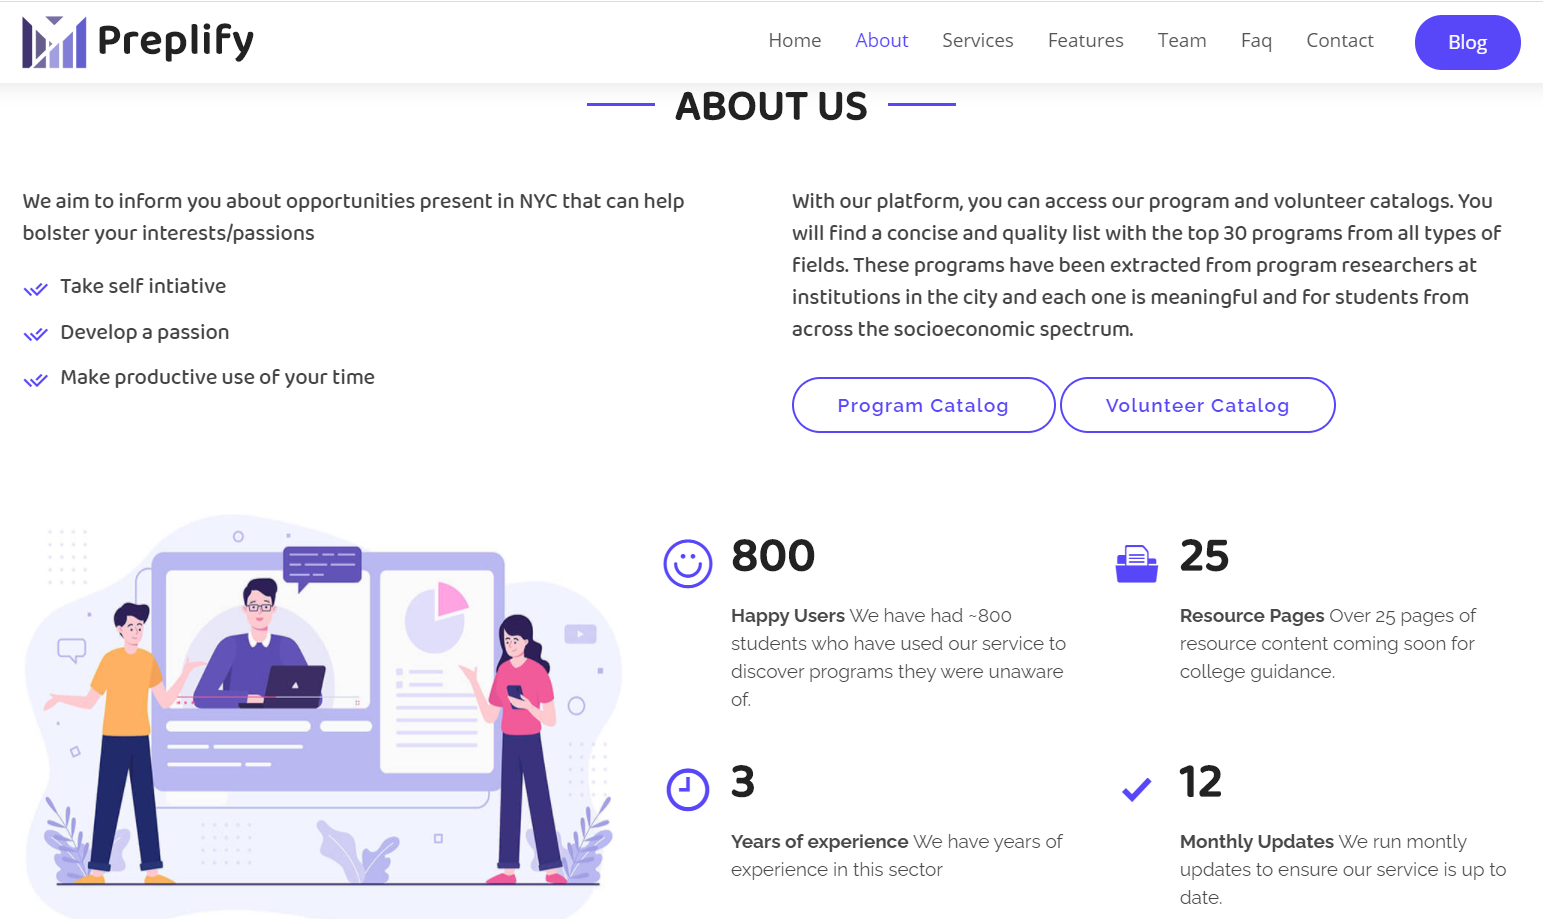 Preplify
Home About Services Features Team Faq Contact Blog
ABOUT US
We aim to inform you about opportunities present in NYC that can help
bolster your interests/passions
Take self intiative
Develop a passion
Make productive use of your time
With our platform, you can access our program and volunteer catalogs. You
will find a concise and quality list with the top 30 programs from all types of
fields. These programs have been extracted from program researchers at
institutions in the city and each one is meaningful and for students from
across the socioeconomic spectrum.
Program Catalog Volunteer Catalog
800
Happy Users We have had ~800
students who have used our service to
discover programs they were unaware
of.
25
Resource Pages Over 25 pages of
resource content coming soon for
college guidance.
3
Years of experience We have years of
experience in this sector
12
Monthly Updates We run montly
updates to ensure our service is up to
date.